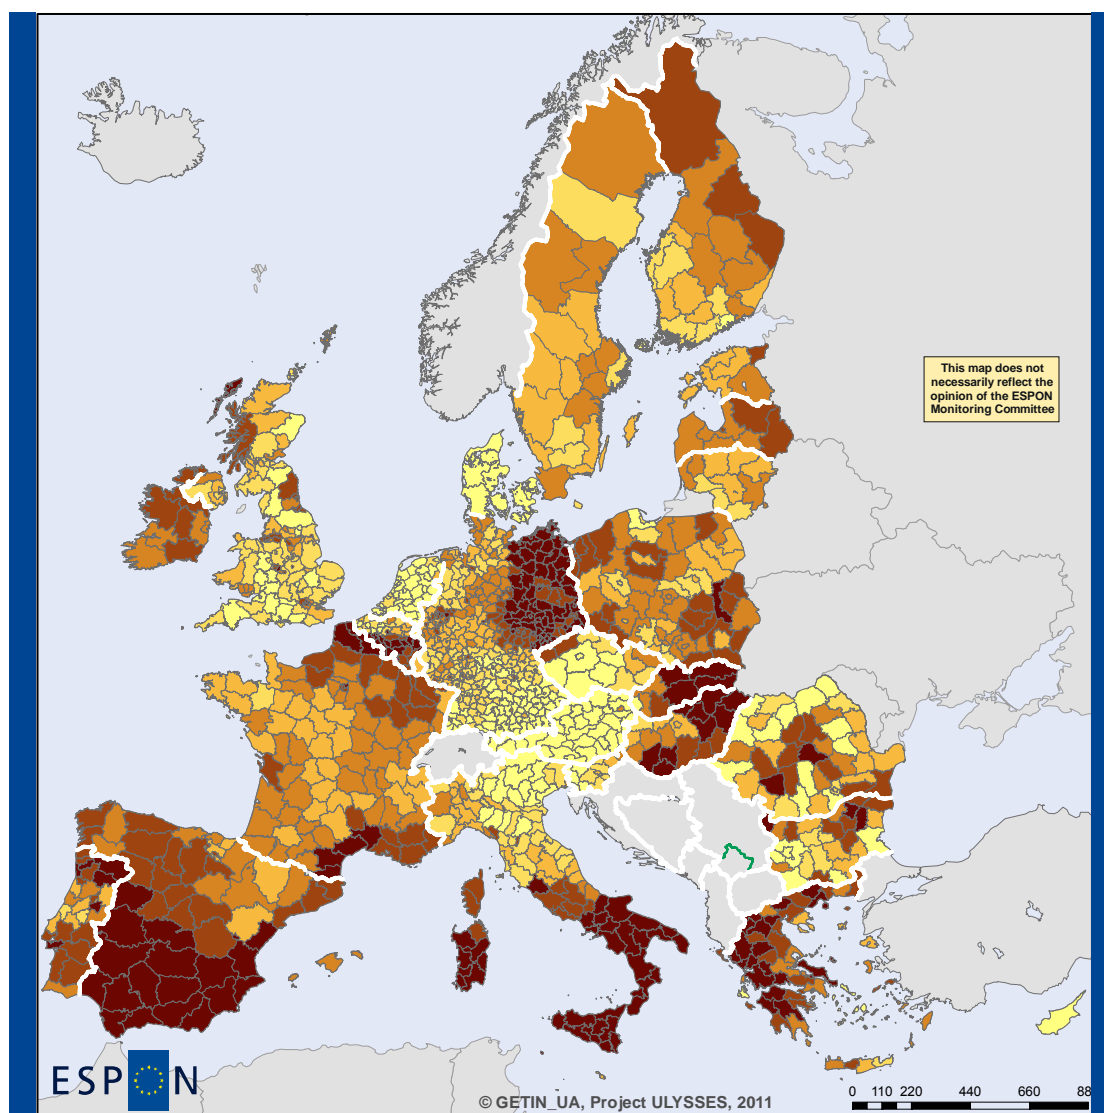 This map does not
necessarily reflect the
opinion of the ESPON
Monitoring Committee
ESPON
© GETIN_UA, Project ULYSSES, 2011
0 110 220 440 660 88